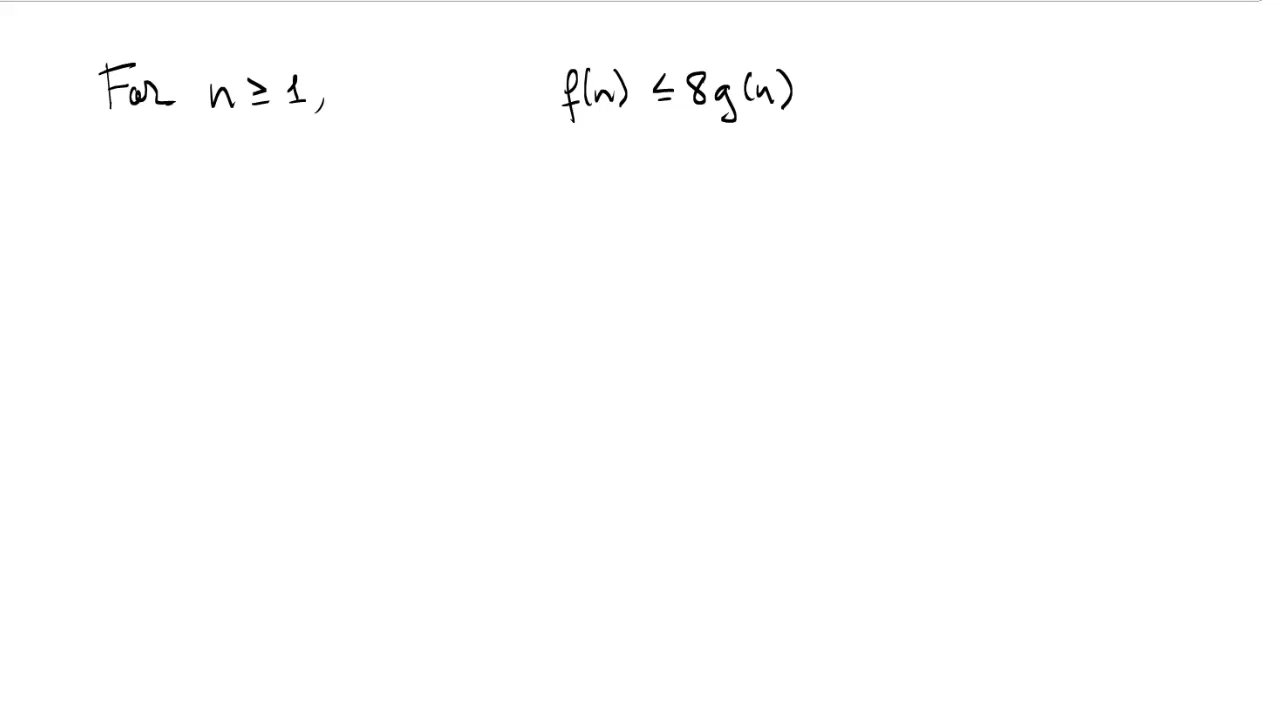 For n ≥ 1, f(n) ≤ 8g(n)